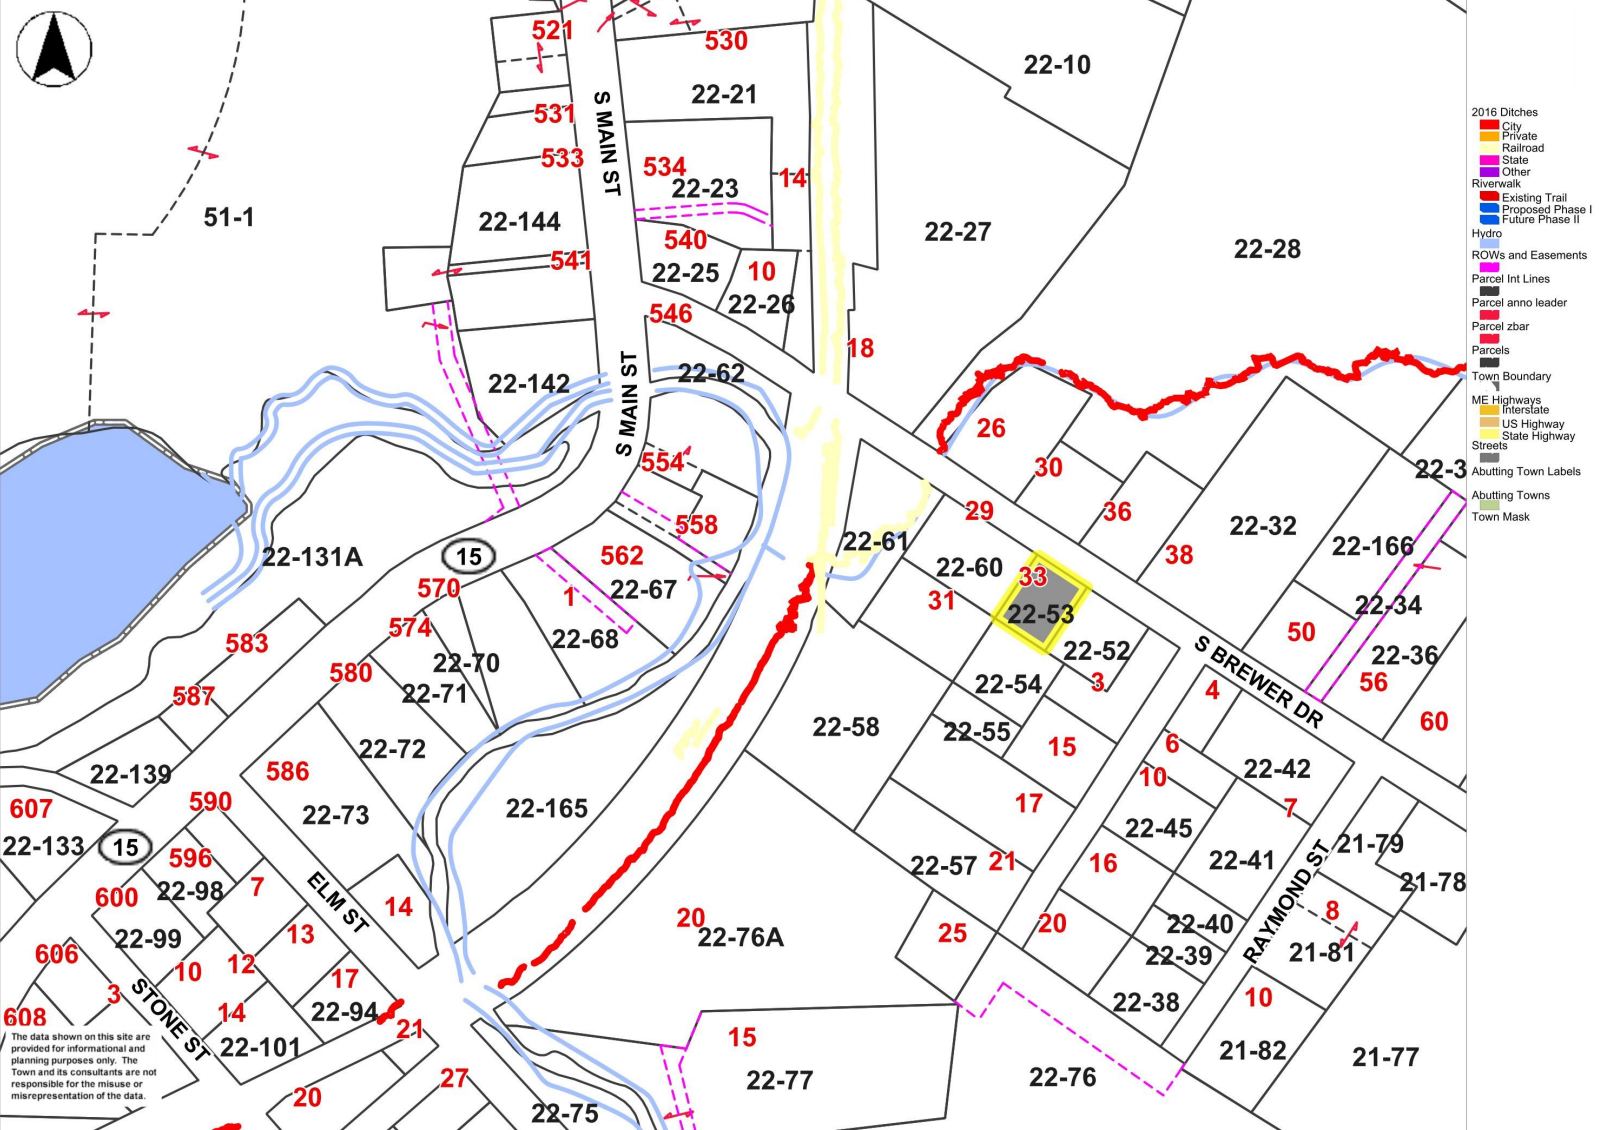 521
530
22-10
22-21
531
S MAIN ST
533
534
22-23
14
51-1
22-144
22-27
22-28
540
541
22-25
10
22-26
546
18
22-62
22-142
S MAIN ST
26
554
30
22-3
29
36
558
22-32
22-61
22-166
15
22-131A
562
22-60
33
38
570
1
22-67
31
22-53
22-34
574
22-68
50
583
22-52
S BREWER DR
22-70
22-36
580
22-71
22-54
3
4
56
587
22-58
22-55
60
22-72
15
6
22-139
586
10
22-42
607
590
22-73
22-165
17
7
22-133
15
22-45
21-79
596
22-57
21
16
22-41
RAYMOND ST
22-98
7
21-78
600
ELM ST
14
20
8
22-99
13
22-76A
25
20
22-40
606
10
12
22-39
21-81
3
17
STONE ST
14
22-94
22-38
10
608
21
15
22-101
21-82
21-77
27
22-77
22-76
20
22-75
The data shown on this site are
provided for informational and
planning purposes only. The
Town and its consultants are not
responsible for the misuse or
misrepresentation of the data.
2016 Ditches
City
Private
Railroad
State
Other
Riverwalk
Existing Trail
Proposed Phase I
Future Phase II
Hydro
ROWs and Easements
Parcel Int Lines
Parcel anno leader
Parcel zbar
Parcels
Town Boundary
ME Highways
Interstate
US Highway
State Highway
Streets
Abutting Town Labels
Abutting Towns
Town Mask